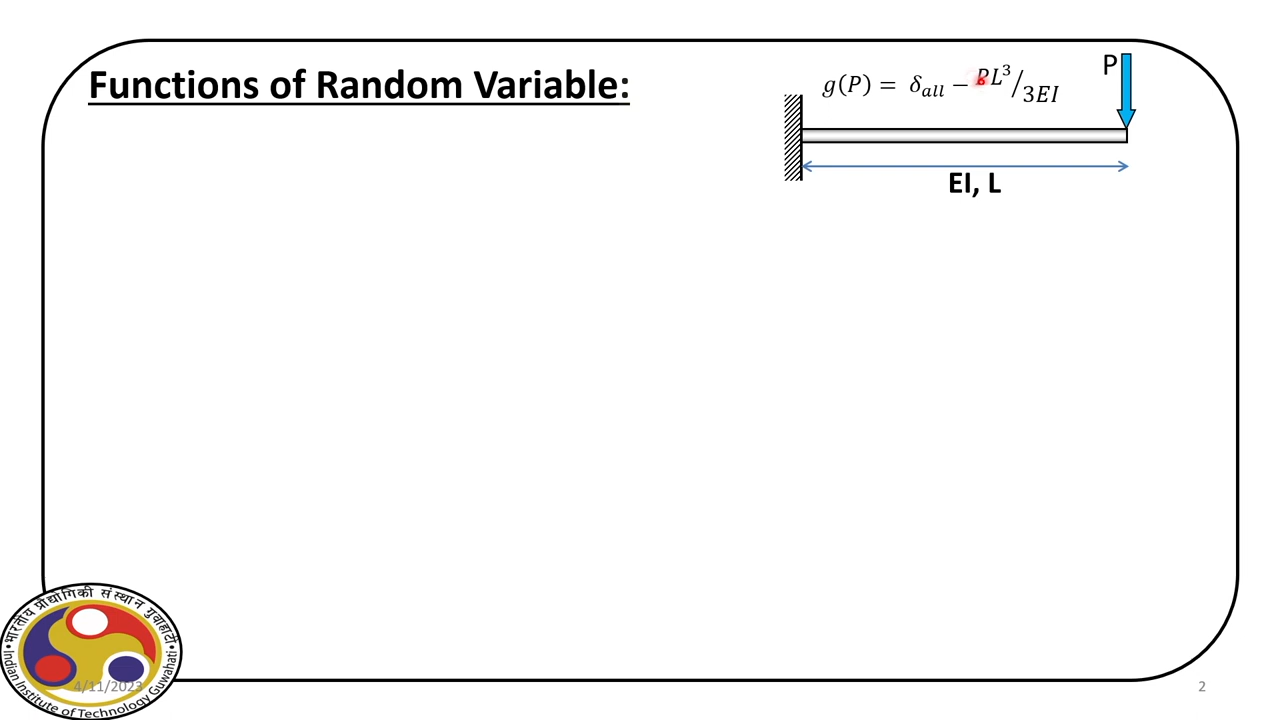 Functions of Random Variable:
g(P) = δ_all − PL³/3EI
P
EI, L
भारतीय प्रौद्योगिकी संस्थान गुवाहाटी
Indian Institute of Technology Guwahati
4/11/2023
2